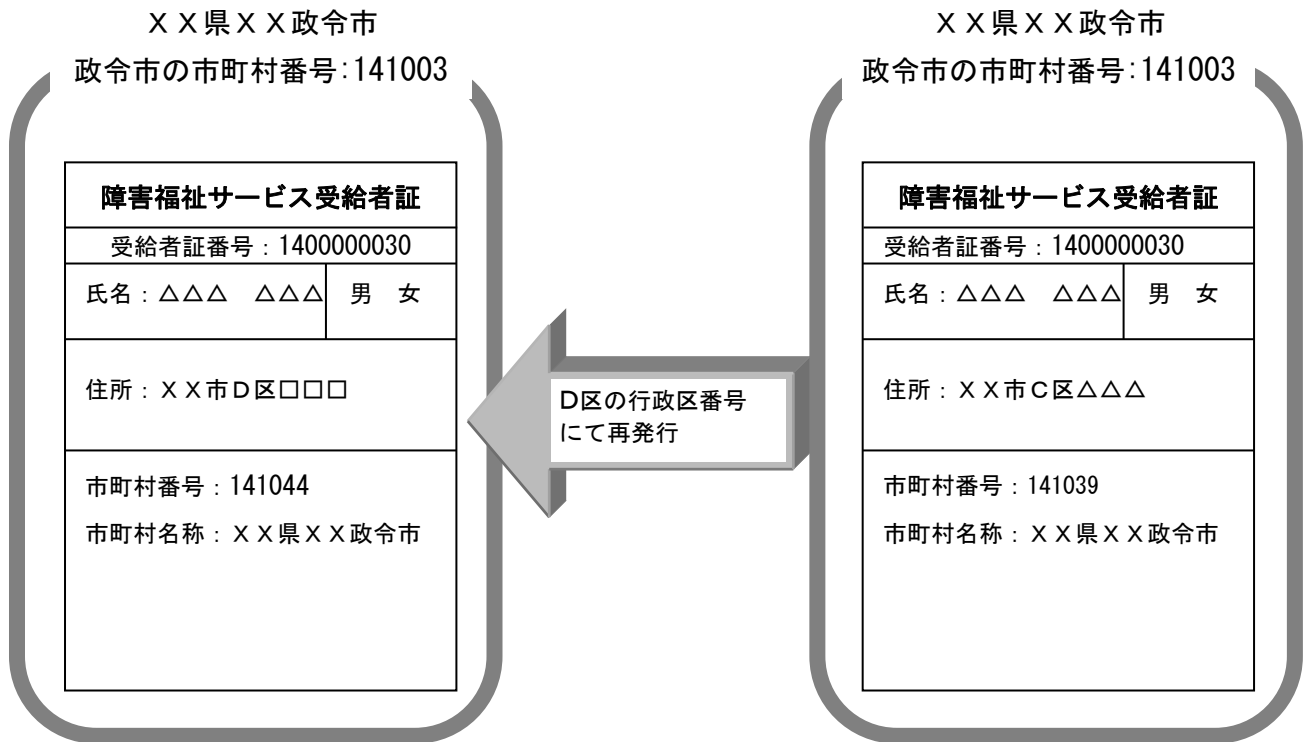 ＸＸ県ＸＸ政令市
政令市の市町村番号:141003
障害福祉サービス受給者証
受給者証番号：1400000030
氏名：△△△　△△△　男　女
住所：ＸＸ市Ｄ区□□□
市町村番号：141044
市町村名称：ＸＸ県ＸＸ政令市
D区の行政区番号
にて再発行
ＸＸ県ＸＸ政令市
政令市の市町村番号:141003
障害福祉サービス受給者証
受給者証番号：1400000030
氏名：△△△　△△△　男　女
住所：ＸＸ市Ｃ区△△△
市町村番号：141039
市町村名称：ＸＸ県ＸＸ政令市